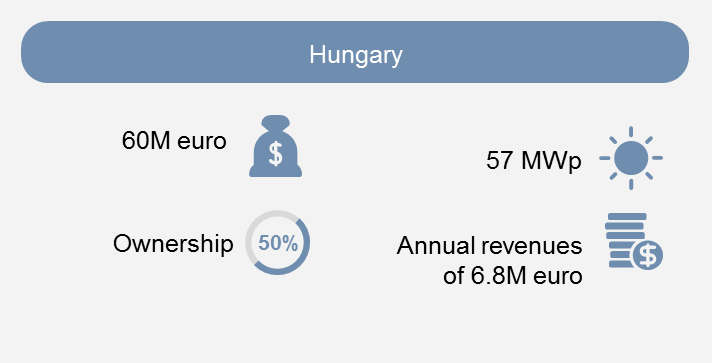 Hungary
60M euro
$
57 MWp
Ownership
50%
Annual revenues
of 6.8M euro
$